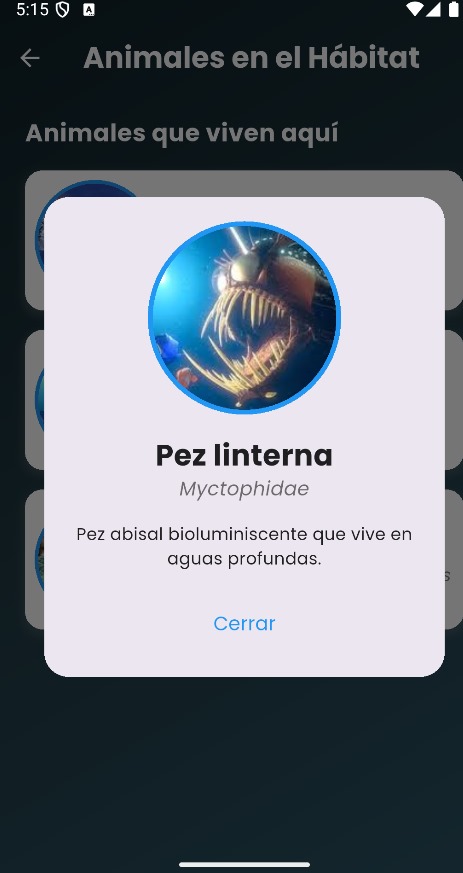 5:15
Animales en el Hábitat
Animales que viven aquí
Pez linterna
Myctophidae
Pez abisal bioluminiscente que vive en
aguas profundas.
s
Cerrar